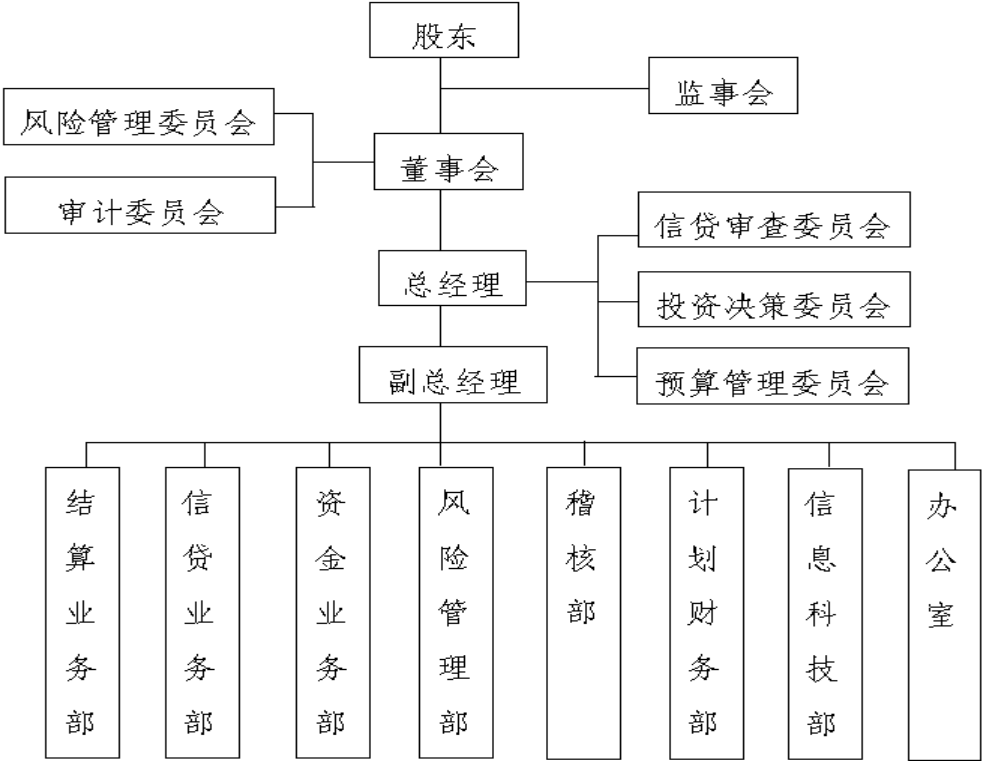 股东
监事会
风险管理委员会
董事会
审计委员会
信贷审查委员会
总经理
投资决策委员会
副总经理
预算管理委员会
结算业务部
信贷业务部
资金业务部
风险管理部
稽核部
计划财务部
信息科技部
办公室